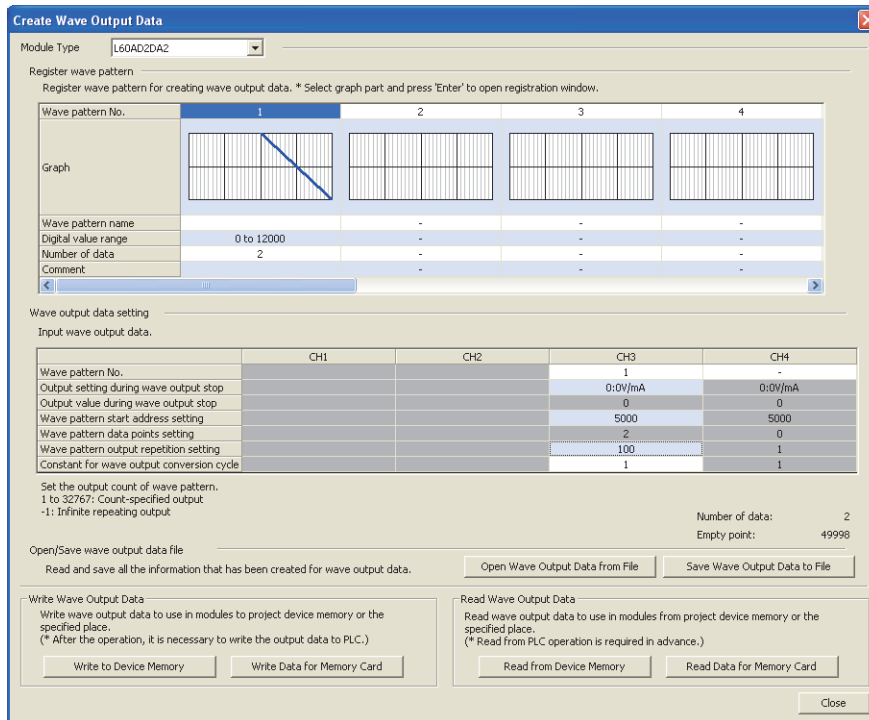 Create Wave Output Data
Module Type L60AD2DA2
Register wave pattern
Register wave pattern for creating wave output data. * Select graph part and press 'Enter' to open registration window.
Wave pattern No. 1 2 3 4
Graph
Wave pattern name - - -
Digital value range 0 to 12000 - - -
Number of data 2 - - -
Comment - - -
Wave output data setting
Input wave output data.
CH1 CH2 CH3 CH4
Wave pattern No. 1 -
Output setting during wave output stop 0:0V/mA 0:0V/mA
Output value during wave output stop 0 0
Wave pattern start address setting 5000 5000
Wave pattern data points setting 2 0
Wave pattern output repetition setting 100 1
Constant for wave output conversion cycle 1 1
Set the output count of wave pattern.
1 to 32767: Count-specified output
-1: Infinite repeating output
Number of data: 2
Empty point: 49998
Open/Save wave output data file
Read and save all the information that has been created for wave output data.
Open Wave Output Data from File
Save Wave Output Data to File
Write Wave Output Data
Write wave output data to use in modules to project device memory or the
specified place.
(* After the operation, it is necessary to write the output data to PLC.)
Write to Device Memory
Write Data for Memory Card
Read Wave Output Data
Read wave output data to use in modules from project device memory or the
specified place.
(* Read from PLC operation is required in advance.)
Read from Device Memory
Read Data for Memory Card
Close